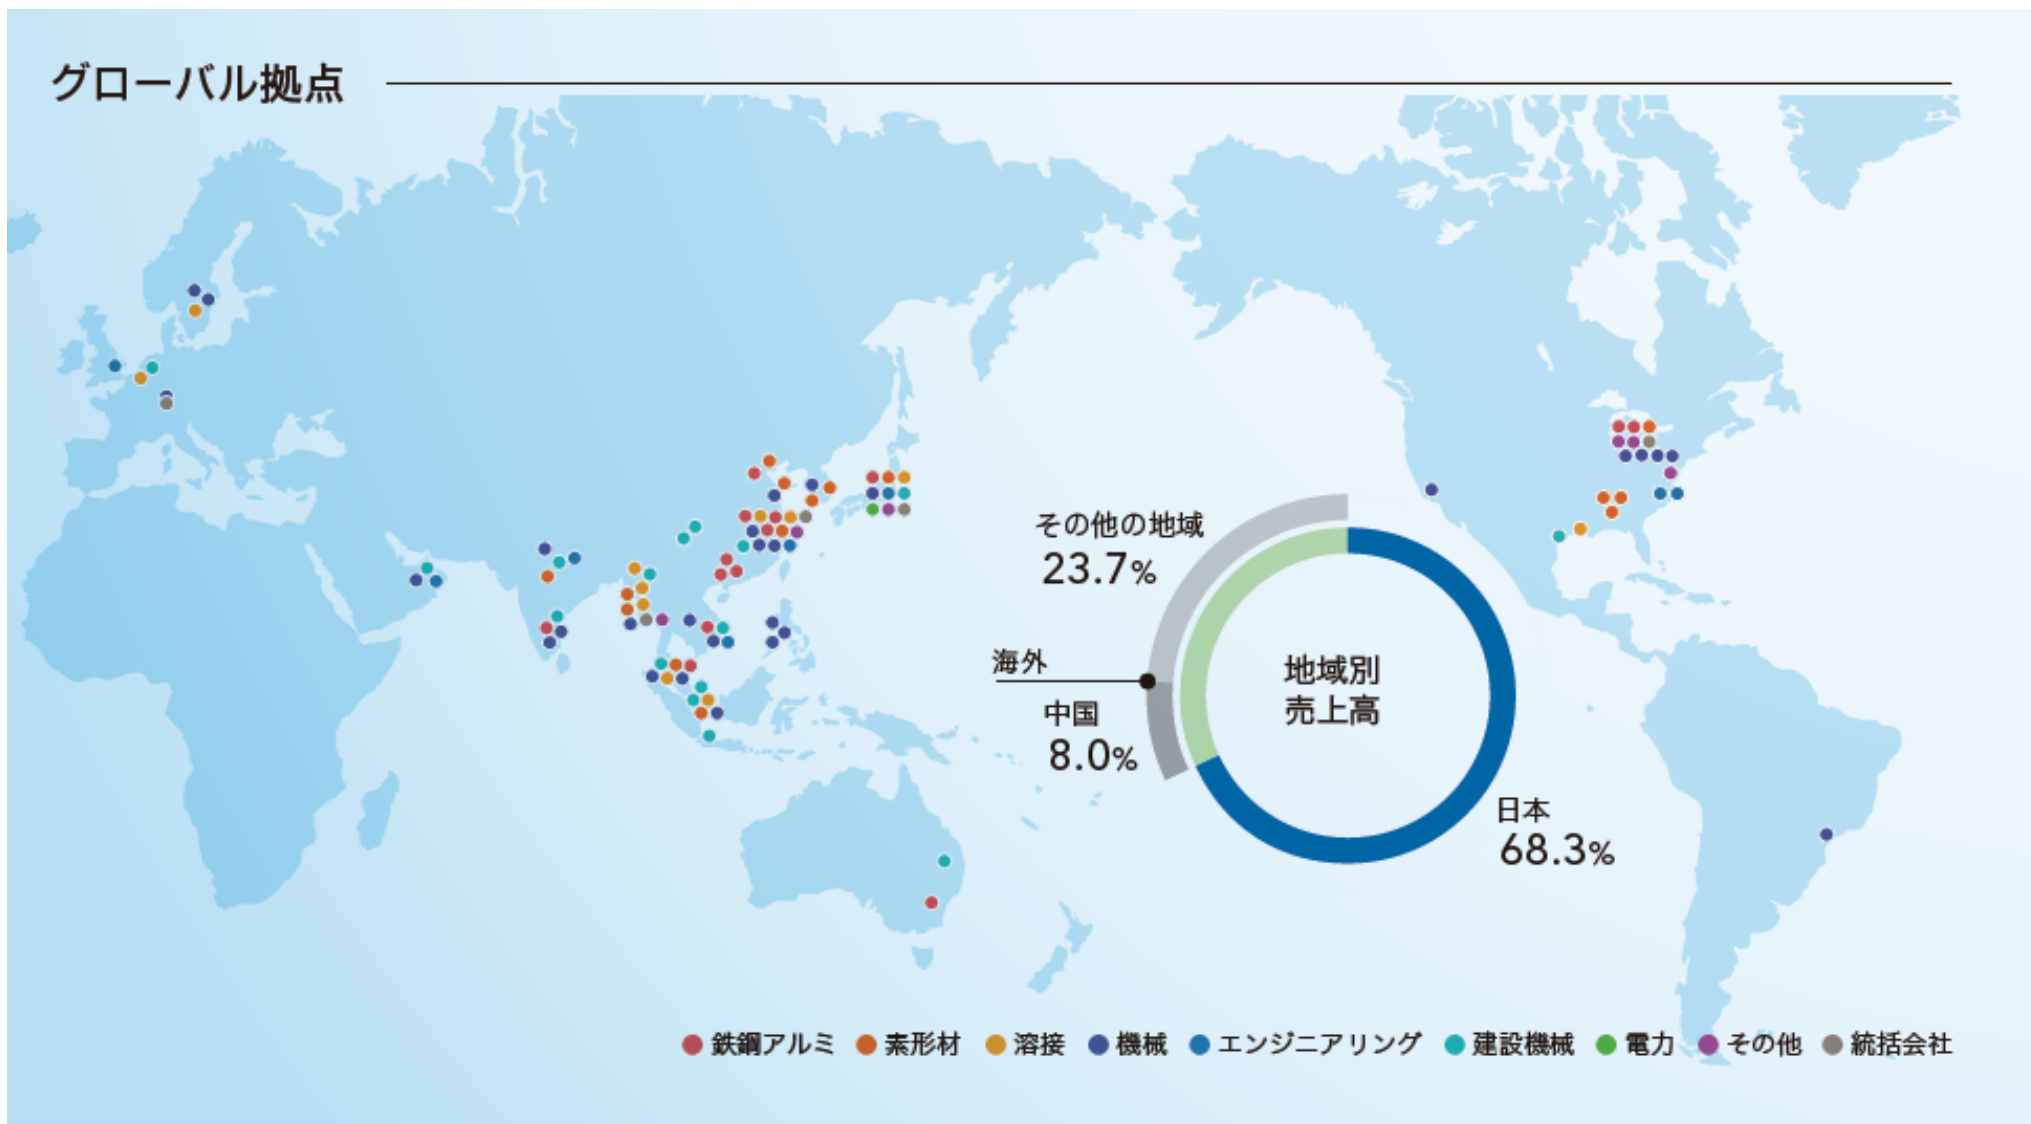 グローバル拠点
その他の地域
23.7%
海外
中国
8.0%
地域別
売上高
日本
68.3%
鉄鋼アルミ 素形材 溶接 機械 エンジニアリング 建設機械 電力 その他 統括会社